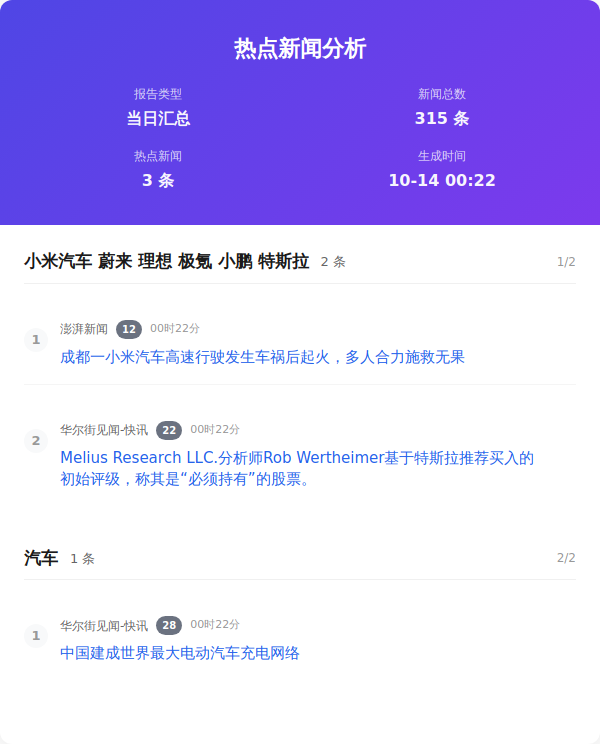 热点新闻分析
报告类型
新闻总数
当日汇总
315 条
热点新闻
生成时间
3 条
10-14 00:22
小米汽车 蔚来 理想 极氪 小鹏 特斯拉 2 条 1/2
1
澎湃新闻 12 00时22分
成都一小米汽车高速行驶发生车祸后起火，多人合力施救无果
2
华尔街见闻-快讯 22 00时22分
Melius Research LLC.分析师Rob Wertheimer基于特斯拉推荐买入的
初始评级，称其是“必须持有”的股票。
汽车 1 条 2/2
1
华尔街见闻-快讯 28 00时22分
中国建成世界最大电动汽车充电网络